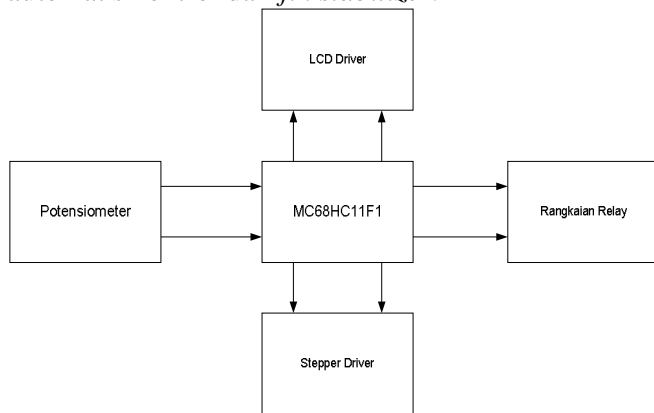 LCD Driver
Potensiometer
MC68HC11F1
Rangkaian Relay
Stepper Driver